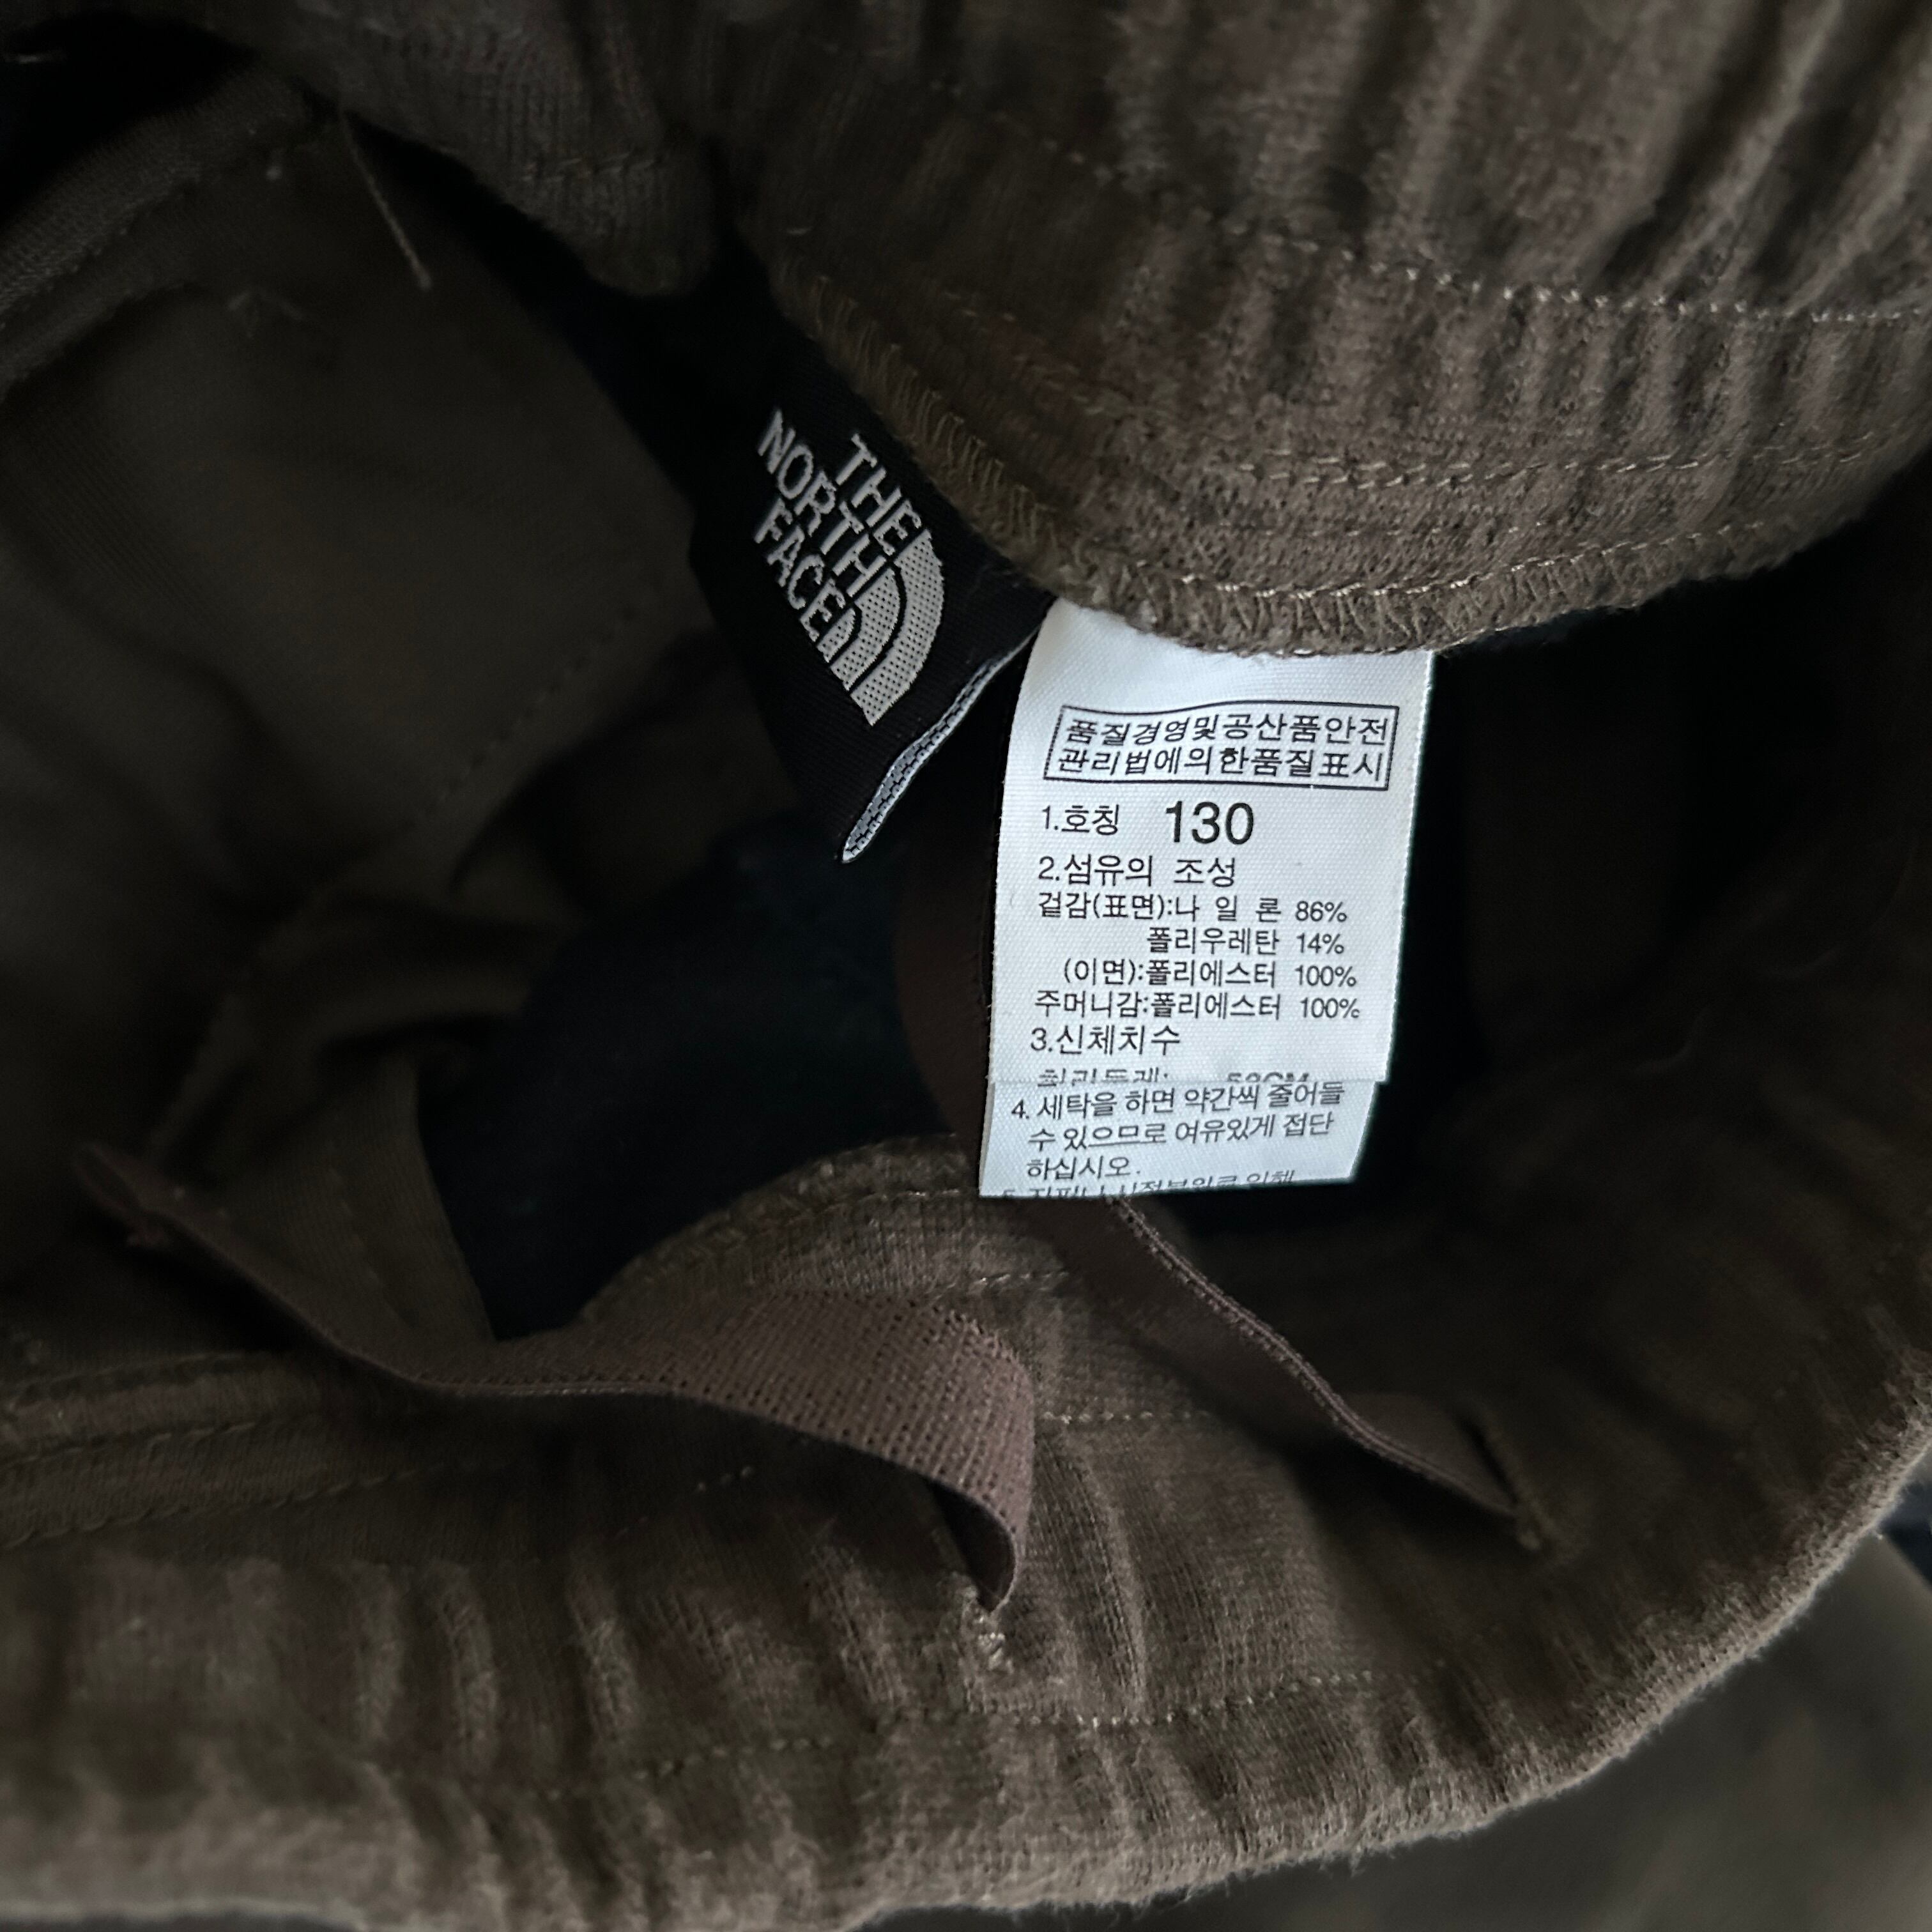 THE
NORTH
FACE
품질경영및공산품안전
관리법에의한품질표시
1.호칭 130
2.섬유의 조성
겉감(표면):나 일 론 86%
폴리우레탄 14%
(이면):폴리에스터 100%
주머니감:폴리에스터 100%
3.신체치수
허리둘레:
4. 세탁을 하면 약간씩 줄어들
수 있으므로 여유있게 접단
하십시오.